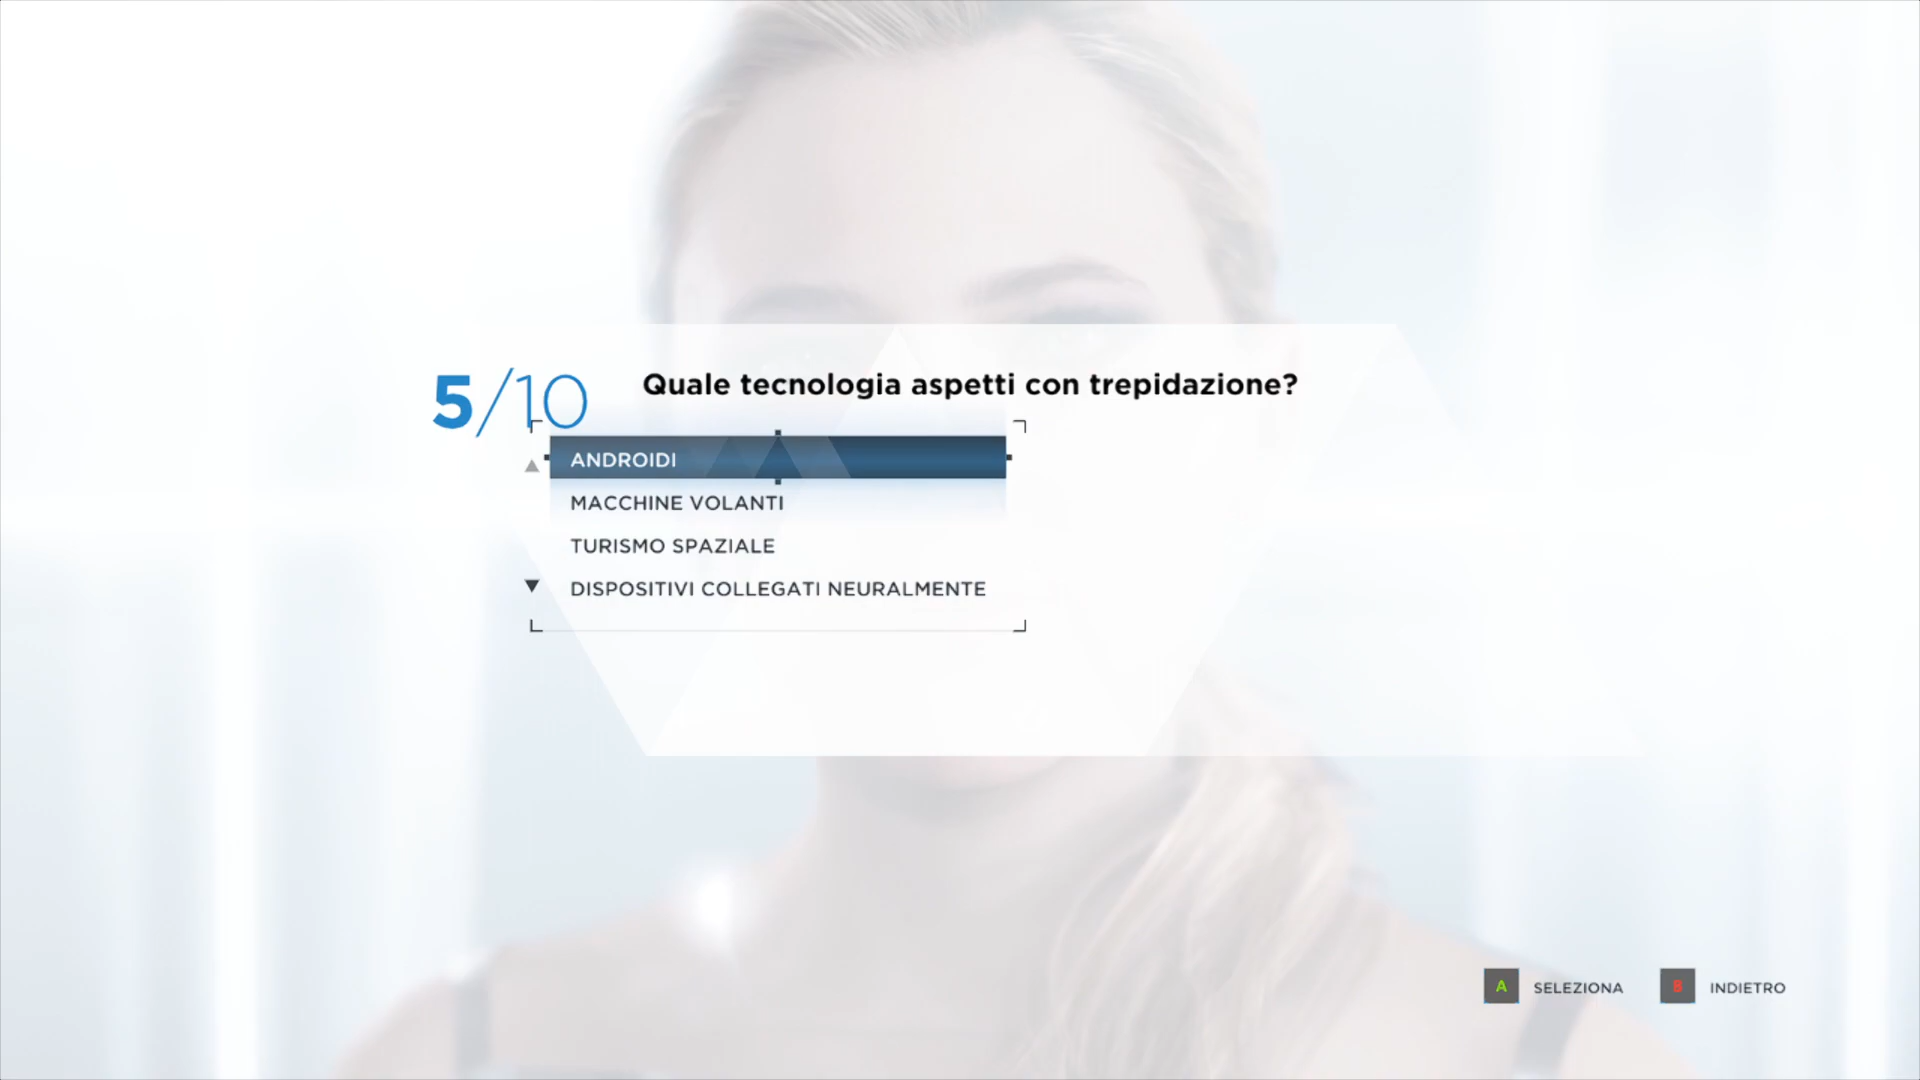 5/10
Quale tecnologia aspetti con trepidazione?
ANDROIDI
MACCHINE VOLANTI
TURISMO SPAZIALE
DISPOSITIVI COLLEGATI NEURALMENTE
A SELEZIONA B INDIETRO